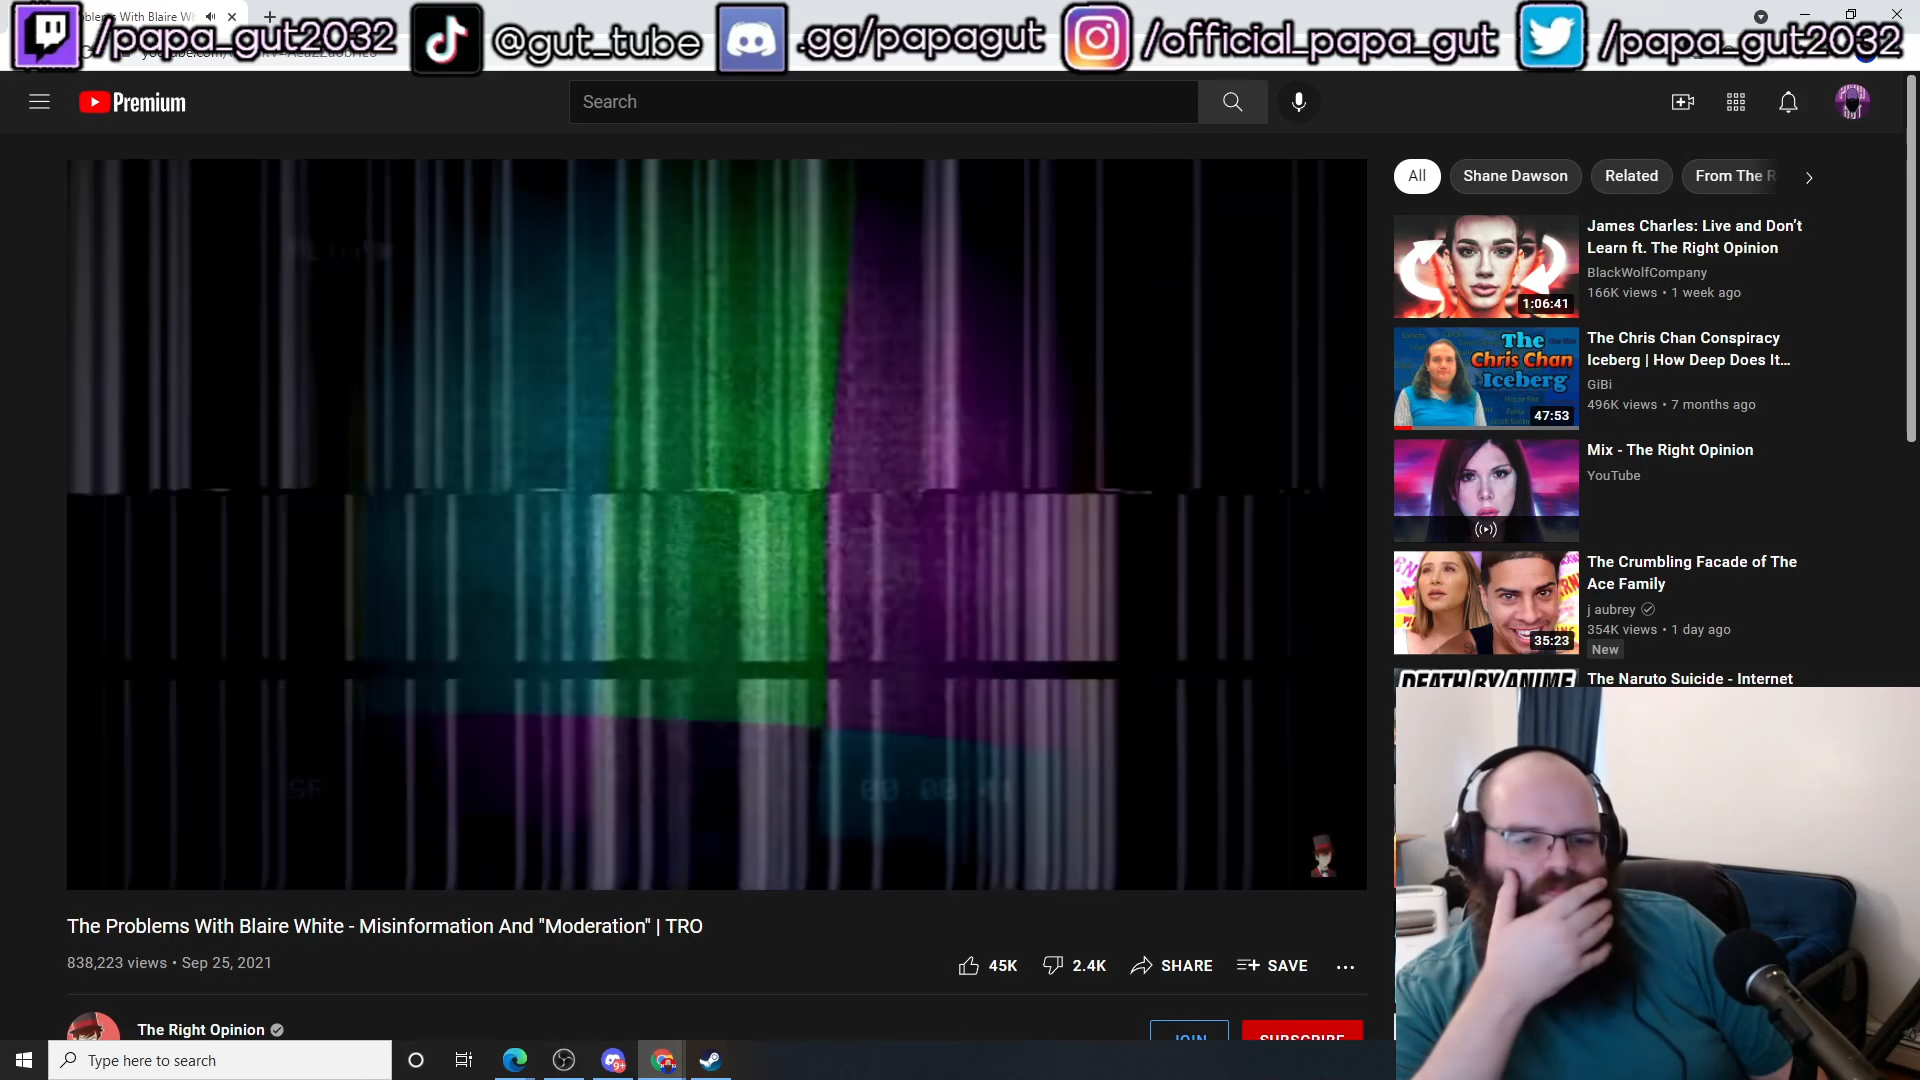 /papa_gut2032 @gut_tube .gg/papagut /official_papa_gut /papa_gut2032
Premium
Search
All
Shane Dawson
Related
From The R
James Charles: Live and Don't
Learn ft. The Right Opinion
BlackWolfCompany
166K views • 1 week ago
1:06:41
The
Chris Chan
Iceberg
47:53
The Chris Chan Conspiracy
Iceberg | How Deep Does It...
GiBi
496K views • 7 months ago
Mix - The Right Opinion
YouTube
35:23
The Crumbling Facade of The
Ace Family
j aubrey
354K views • 1 day ago
New
DEATH BY ANIME
The Naruto Suicide - Internet
The Problems With Blaire White - Misinformation And "Moderation" | TRO
838,223 views • Sep 25, 2021
45K
2.4K
SHARE
SAVE
The Right Opinion
JOIN
SUBSCRIBE
Type here to search